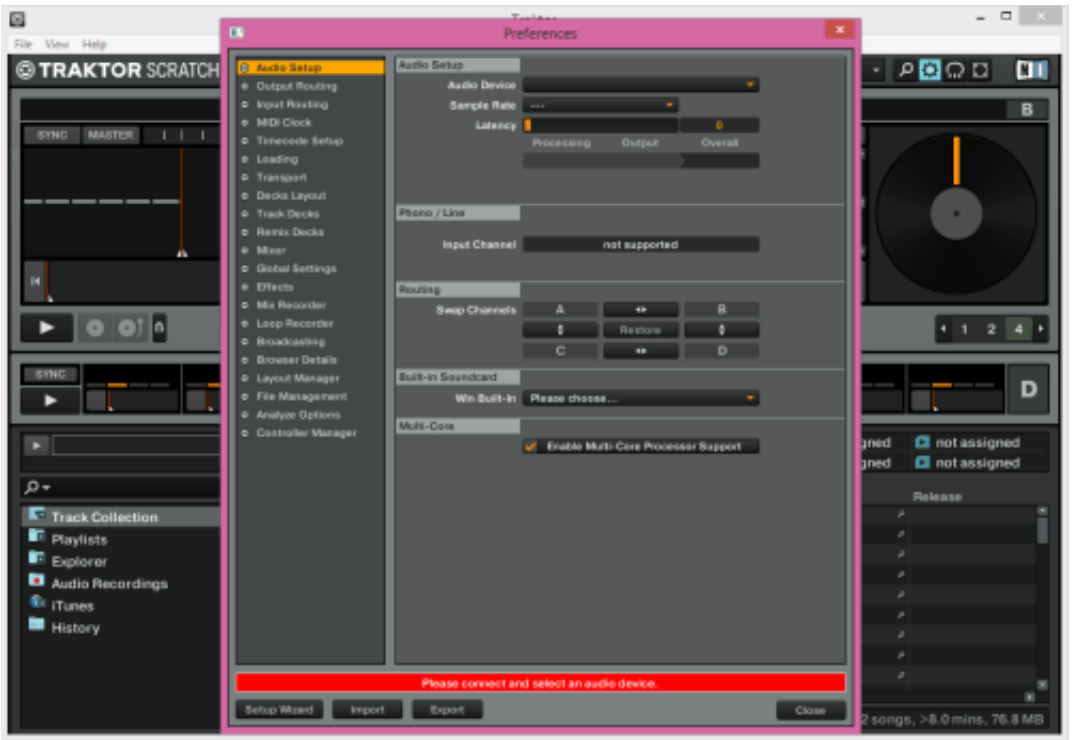 Preferences
File View Help
TRAKTOR SCRATCH
B
SYNC MASTER
1 2 4
SYNC
D
Track Collection
Playlists
Explorer
Audio Recordings
iTunes
History
Audio Setup
Output Routing
Input Routing
MIDI Clock
Timecode Setup
Loading
Transport
Decks Layout
Track Decks
Remix Decks
Mixer
Global Settings
Effects
Mix Recorder
Loop Recorder
Broadcasting
Browser Details
Layout Manager
File Management
Analyze Options
Controller Manager
Audio Setup
Audio Device
Sample Rate ---
Latency 0
Processing Output Overall
Phono / Line
Input Channel not supported
Routing
Swap Channels A B
Restore
C D
Built-in Soundcard
Win Built-In Please choose...
Multi-Core
Enable Multi-Core Processor Support
Please connect and select an audio device.
Setup Wizard Import Export Close
gned not assigned
gned not assigned
Release
2 songs, >8.0 mins, 76.8 MB